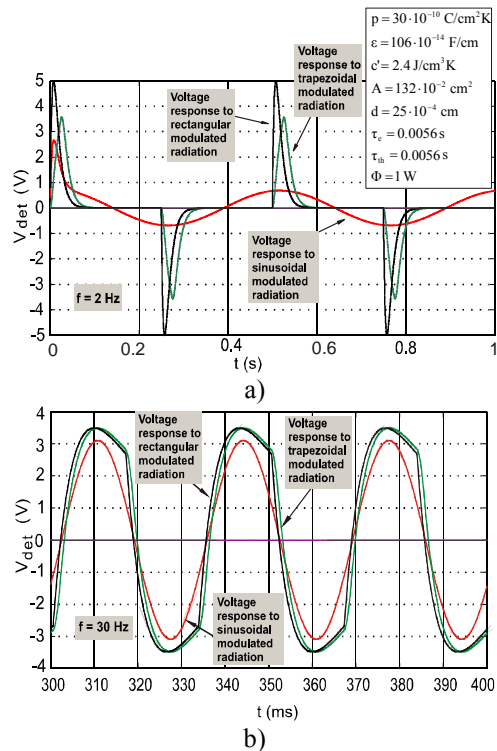 p = 30·10⁻¹⁰ C/cm²K
ε = 106·10⁻¹⁴ F/cm
c' = 2.4 J/cm³K
A = 132·10⁻² cm²
d = 25·10⁻⁴ cm
τₑ = 0.0056 s
τₜₕ = 0.0056 s
Φ = 1 W
Voltage
response to
rectangular
modulated
radiation
Voltage
response to
trapezoidal
modulated
radiation
Voltage
response to
sinusoidal
modulated
radiation
f = 2 Hz
V det (V)
5
4
3
2
1
0
-1
-2
-3
-4
-5
0 0.2 0.4 0.6 0.8 1
t (s)
a)
Voltage
response to
rectangular
modulated
radiation
Voltage
response to
trapezoidal
modulated
radiation
Voltage
response to
sinusoidal
modulated
radiation
f = 30 Hz
V det (V)
4
3
2
1
0
-1
-2
-3
-4
300 310 320 330 340 350 360 370 380 390 400
t (ms)
b)